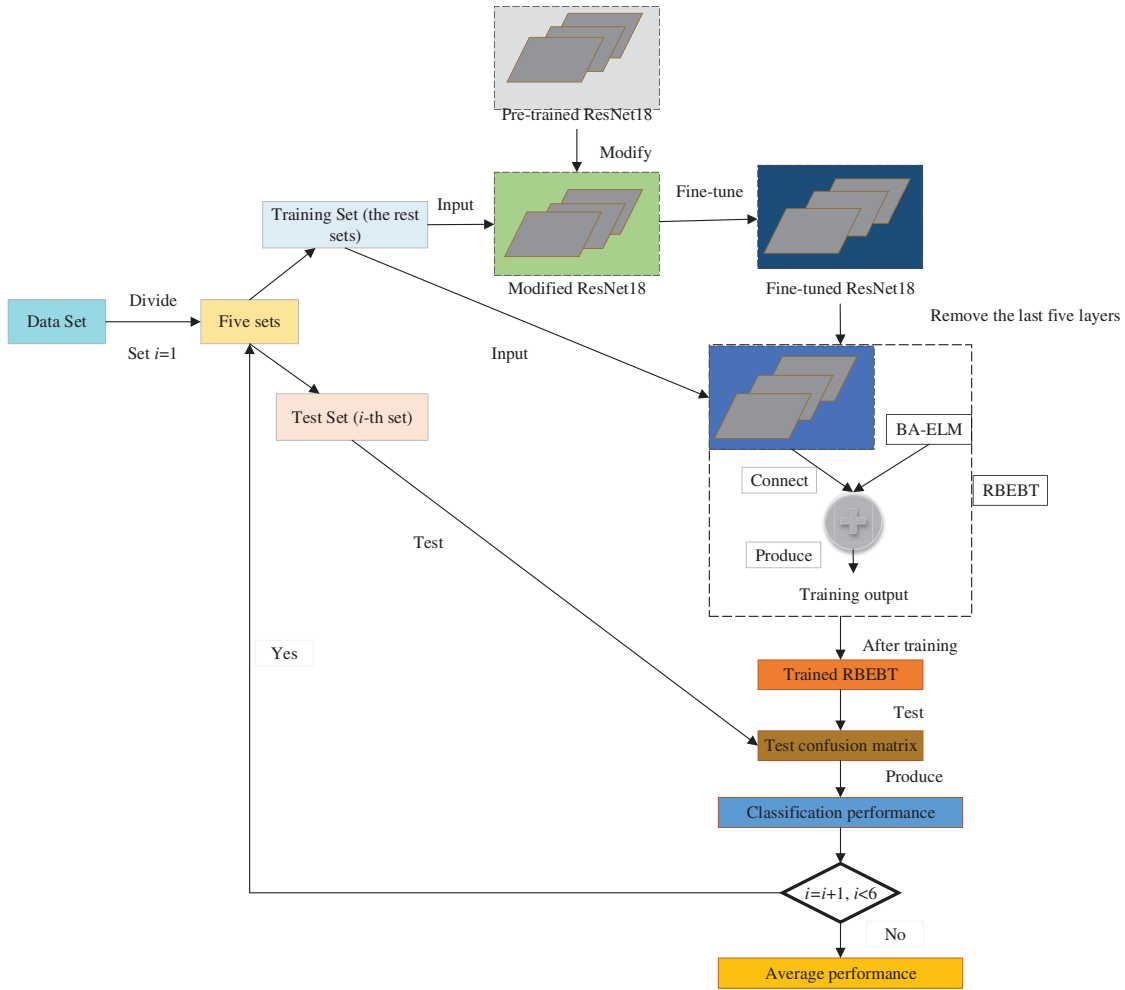 Pre-trained ResNet18
Modify
Fine-tune
Training Set (the rest
sets)
Input
Modified ResNet18
Fine-tuned ResNet18
Data Set
Divide
Set i=1
Five sets
Remove the last five layers
Input
Test Set (i-th set)
BA-ELM
Connect
RBEBT
Test
Produce
Training output
Yes
After training
Trained RBEBT
Test
Test confusion matrix
Produce
Classification performance
i=i+1, i<6
No
Average performance